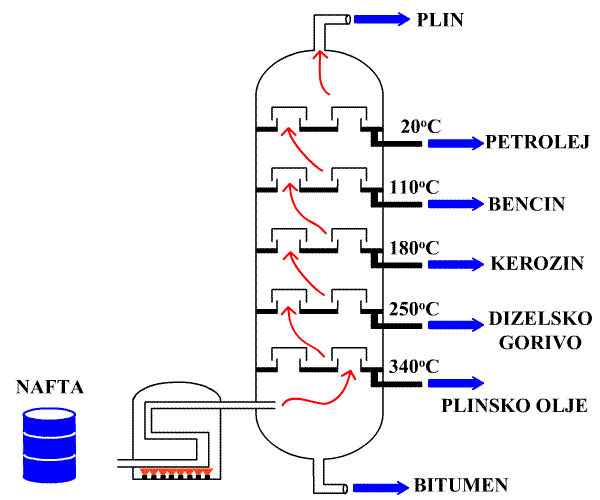 PLIN
20°C
PETROLEJ
110°C
BENCIN
180°C
KEROZIN
250°C
DIZELSKO
GORIVO
340°C
PLINSKO OLJE
NAFTA
BITUMEN